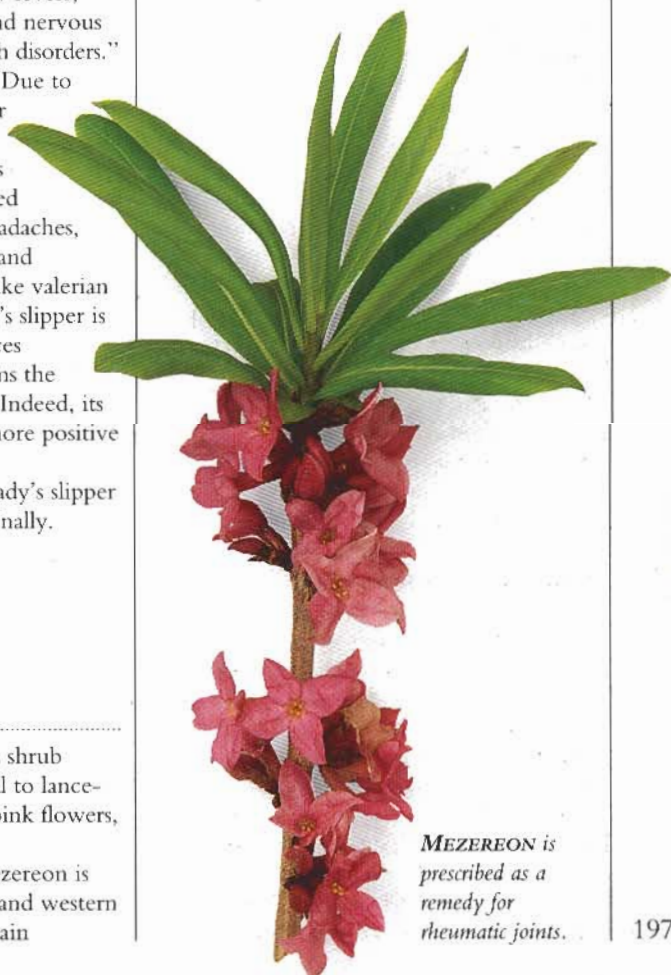 nd nervous
h disorders."
Due to
r
s
ed
adaches,
and
ke valerian
's slipper is
es
ns the
Indeed, its
nore positive
ady's slipper
nally.
shrub
l to lance-
pink flowers,
zereon is
and western
ain
MEZEREON is
prescribed as a
remedy for
rheumatic joints.
197